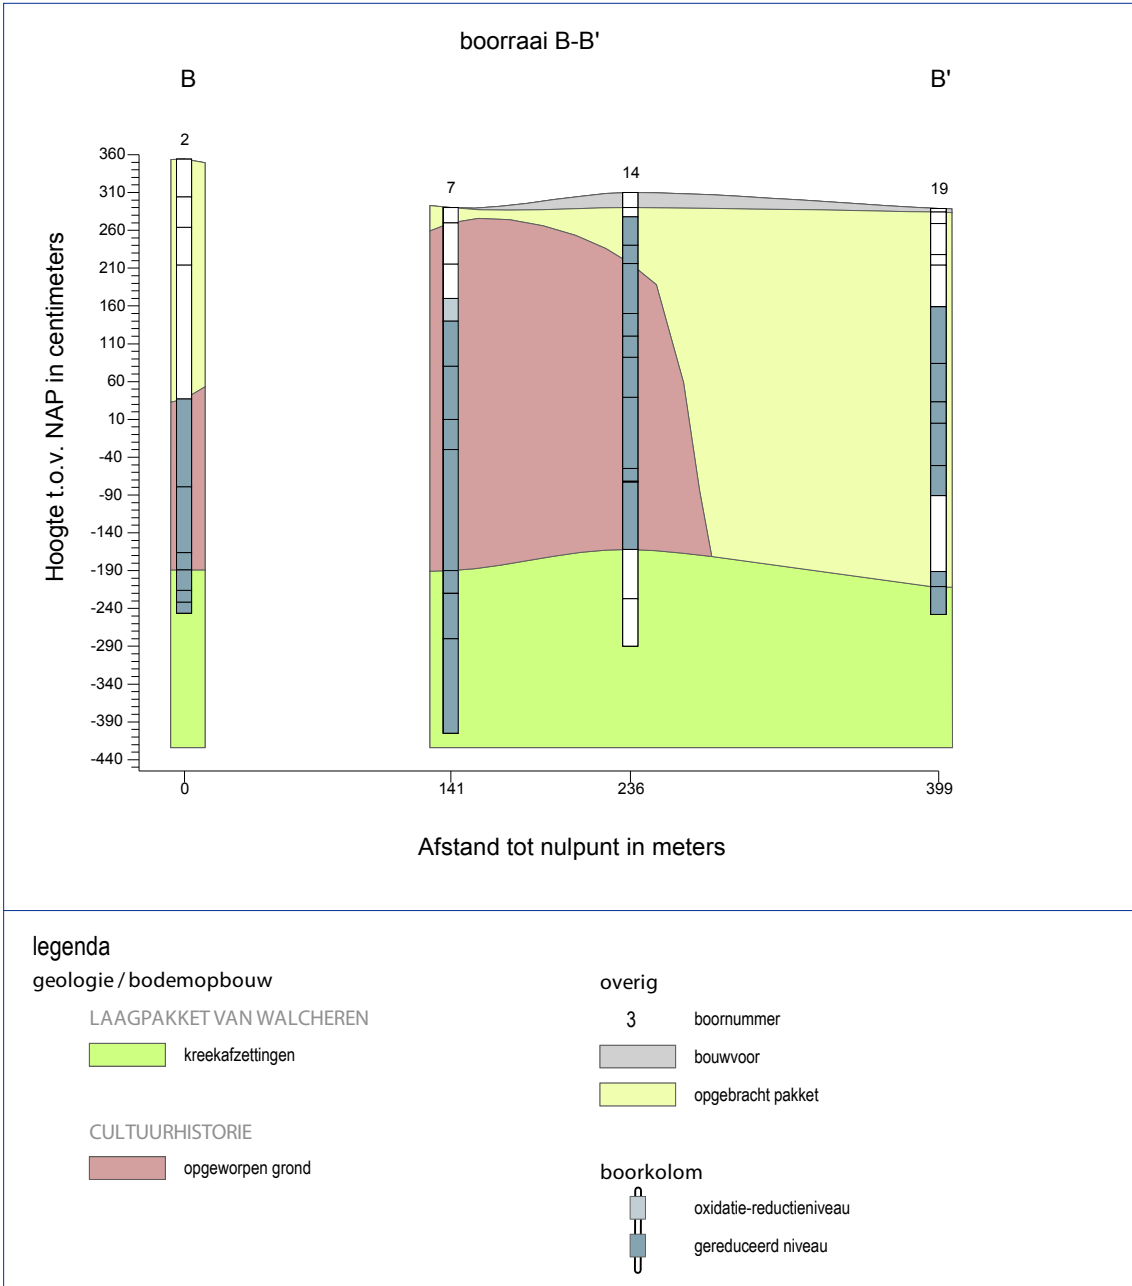 boorraai B-B'
B
B'
2
7
14
19
Hoogte t.o.v. NAP in centimeters
360
310
260
210
160
110
60
10
-40
-90
-140
-190
-240
-290
-340
-390
-440
0
141
236
399
Afstand tot nulpunt in meters
legenda
geologie / bodemopbouw
LAAGPAKKET VAN WALCHEREN
kreekafzettingen
CULTUURHISTORIE
opgeworpen grond
overig
3 boornummer
bouwvoor
opgebracht pakket
boorkolom
oxidatie-reductieniveau
gereduceerd niveau